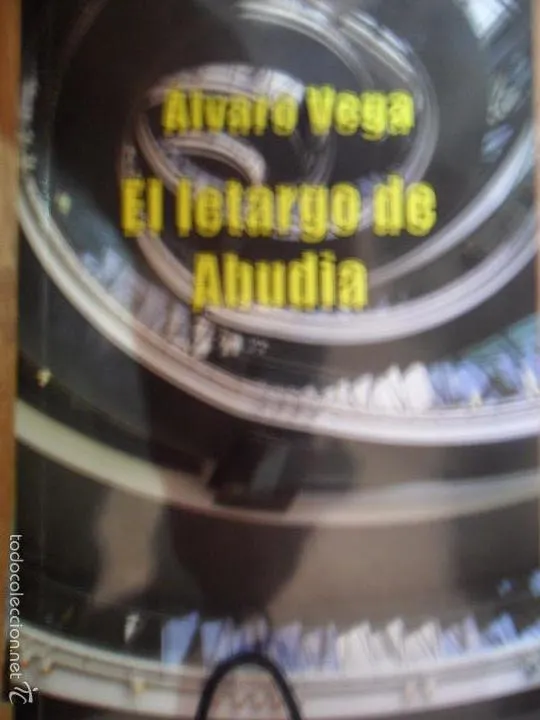 Alvaro Vega
El letargo de
Abudia
todocoleccion.net